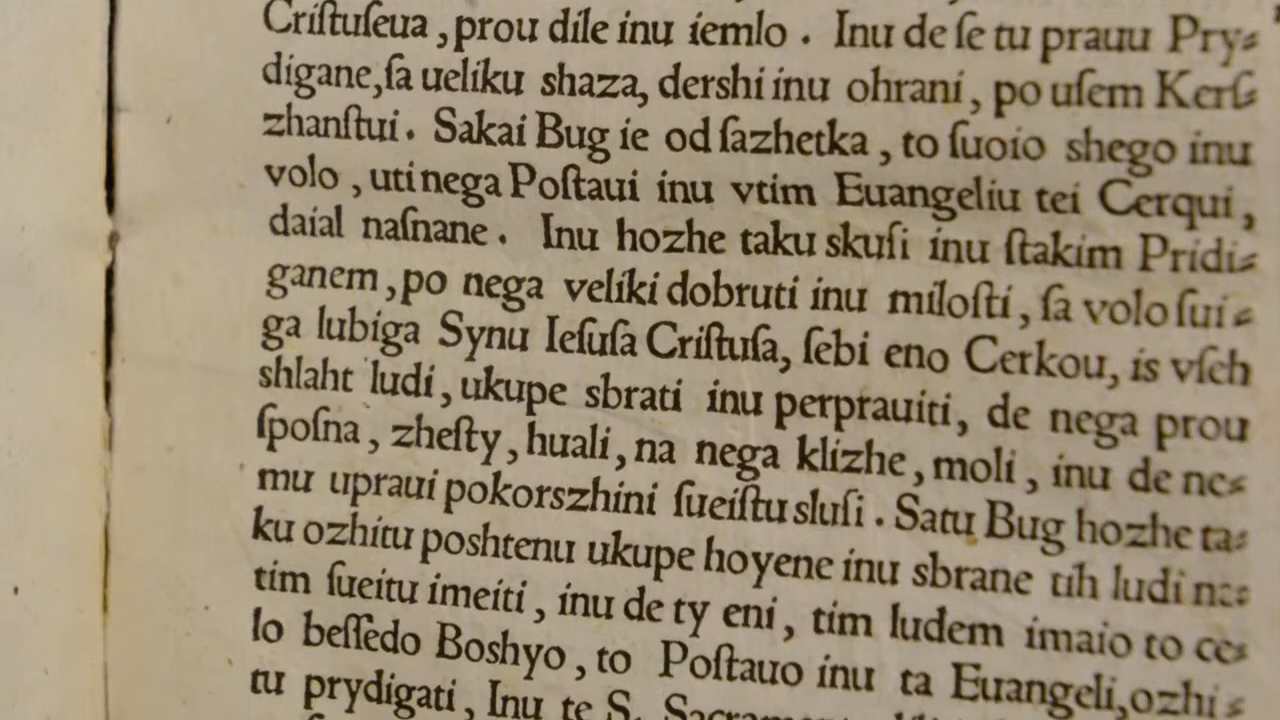 Criſtuſeua , prou dile inu iemlo . Inu de ſe tu prauu Pry⸗
digane, ſa ueliku shaza, dershi inu ohrani , po uſem Kerſ⸗
zhanſtui . Sakai Bug ie od ſazhetka , to ſuoio shego inu
volo , uti nega Poſtaui inu vtim Euangeliu tei Cerqui ,
daial naſnane . Inu hozhe taku skuſi inu ſtakim Pridi⸗
ganem , po nega veliki dobruti inu miloſti , ſa volo ſui⸗
ga lubiga Synu Ieſuſa Criſtuſa, ſebi eno Cerkou, is vſeh
shlaht ludi , ukupe sbrati inu perprauiti, de nega prou
ſpoſna , zheſty , huali , na nega klizhe , moli , inu de ne⸗
mu upraui pokorszhini ſueiſtu sluſi . Satu Bug hozhe ta⸗
ku ozhitu poshtenu ukupe hoyene inu sbrane tih ludi na⸗
tim ſueitu imeiti , inu de ty eni , tim ludem imaio to ce⸗
lo beſſedo Boshyo , to Poſtauo inu ta Euangeli, ozhi⸗
tu prydigati , Inu te S.